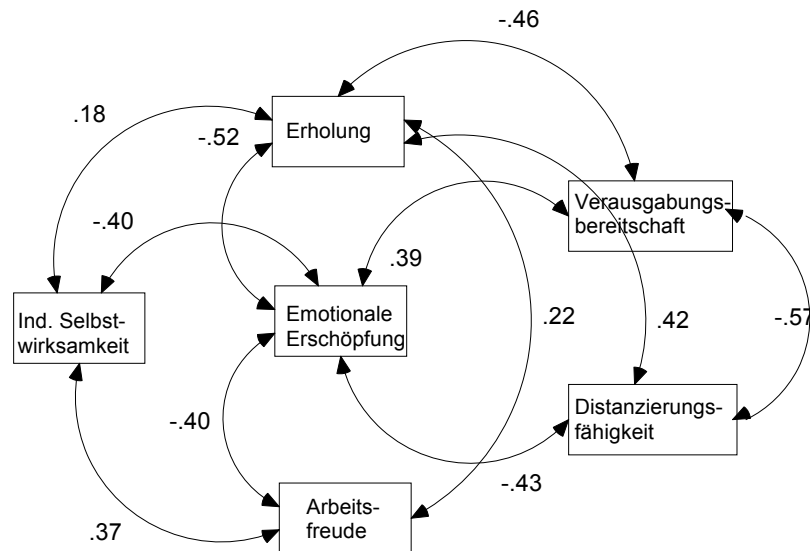 -.46
.18
-.52
Erholung
Verausgabungs-
bereitschaft
-.40
.39
Ind. Selbst-
wirksamkeit
Emotionale
Erschöpfung
.22
.42
-.57
Distanzierungs-
fähigkeit
-.40
-.43
Arbeits-
freude
.37